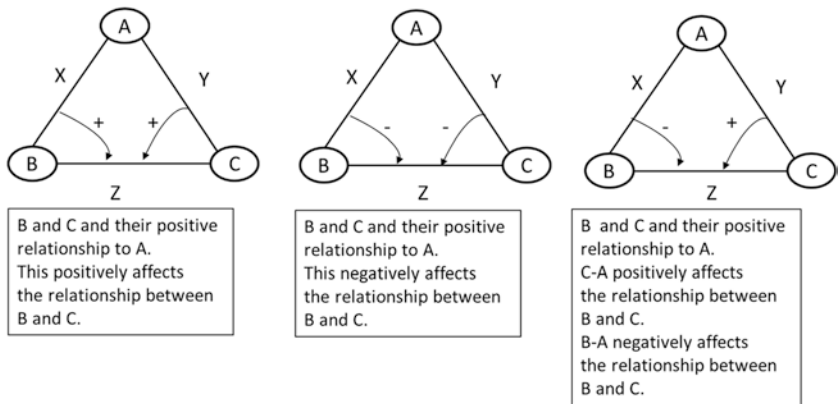 A
X
Y
+
+
B
C
Z
B and C and their positive
relationship to A.
This positively affects
the relationship between
B and C.
A
X
Y
-
-
B
C
Z
B and C and their positive
relationship to A.
This negatively affects
the relationship between
B and C.
A
X
Y
-
+
B
C
Z
B and C and their positive
relationship to A.
C-A positively affects
the relationship between
B and C.
B-A negatively affects
the relationship between
B and C.